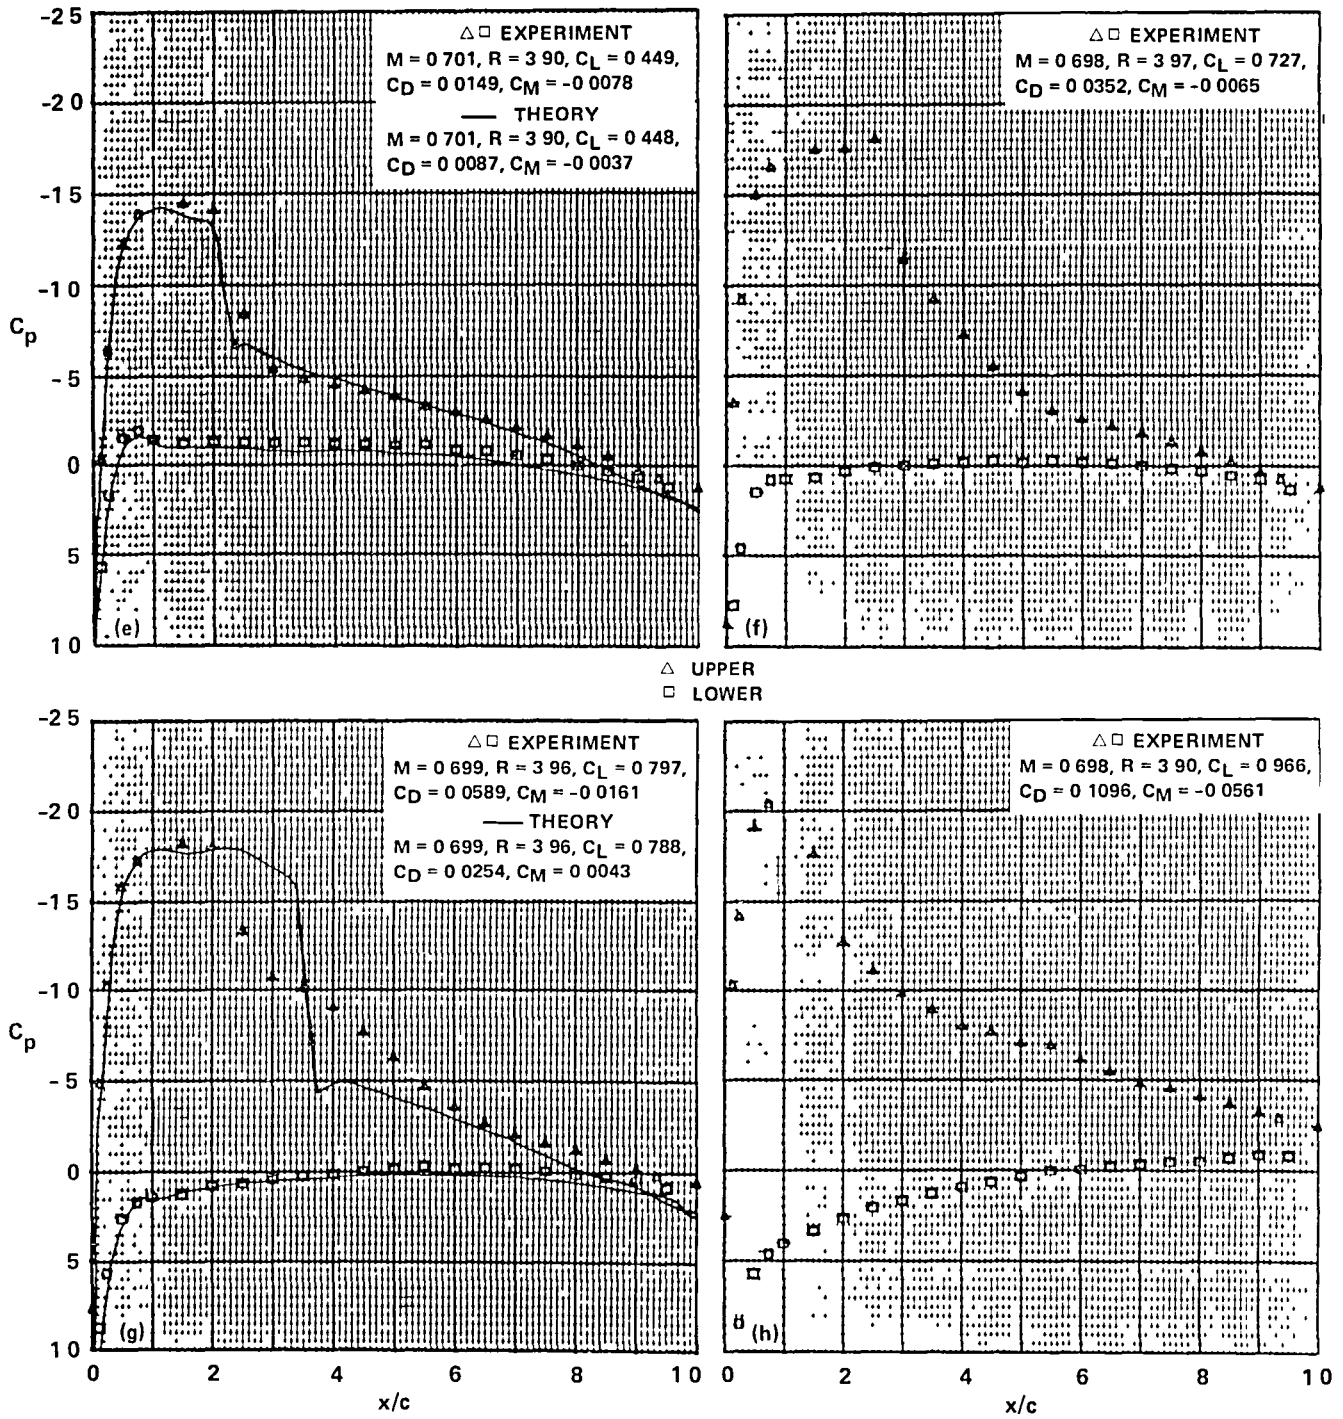 △ □ EXPERIMENT
M = 0 701, R = 3 90, CL = 0 449,
CD = 0 0149, CM = -0 0078
— THEORY
M = 0 701, R = 3 90, CL = 0 448,
CD = 0 0087, CM = -0 0037
-2 5
-2 0
-1 5
-1 0
- 5
0
5
1 0
Cp
(e)
△ □ EXPERIMENT
M = 0 698, R = 3 97, CL = 0 727,
CD = 0 0352, CM = -0 0065
(f)
△ UPPER
□ LOWER
△ □ EXPERIMENT
M = 0 699, R = 3 96, CL = 0 797,
CD = 0 0589, CM = -0 0161
— THEORY
M = 0 699, R = 3 96, CL = 0 788,
CD = 0 0254, CM = 0 0043
-2 5
-2 0
-1 5
-1 0
- 5
0
5
1 0
Cp
(g)
0 2 4 6 8 1 0
x/c
△ □ EXPERIMENT
M = 0 698, R = 3 90, CL = 0 966,
CD = 0 1096, CM = -0 0561
(h)
0 2 4 6 8 1 0
x/c